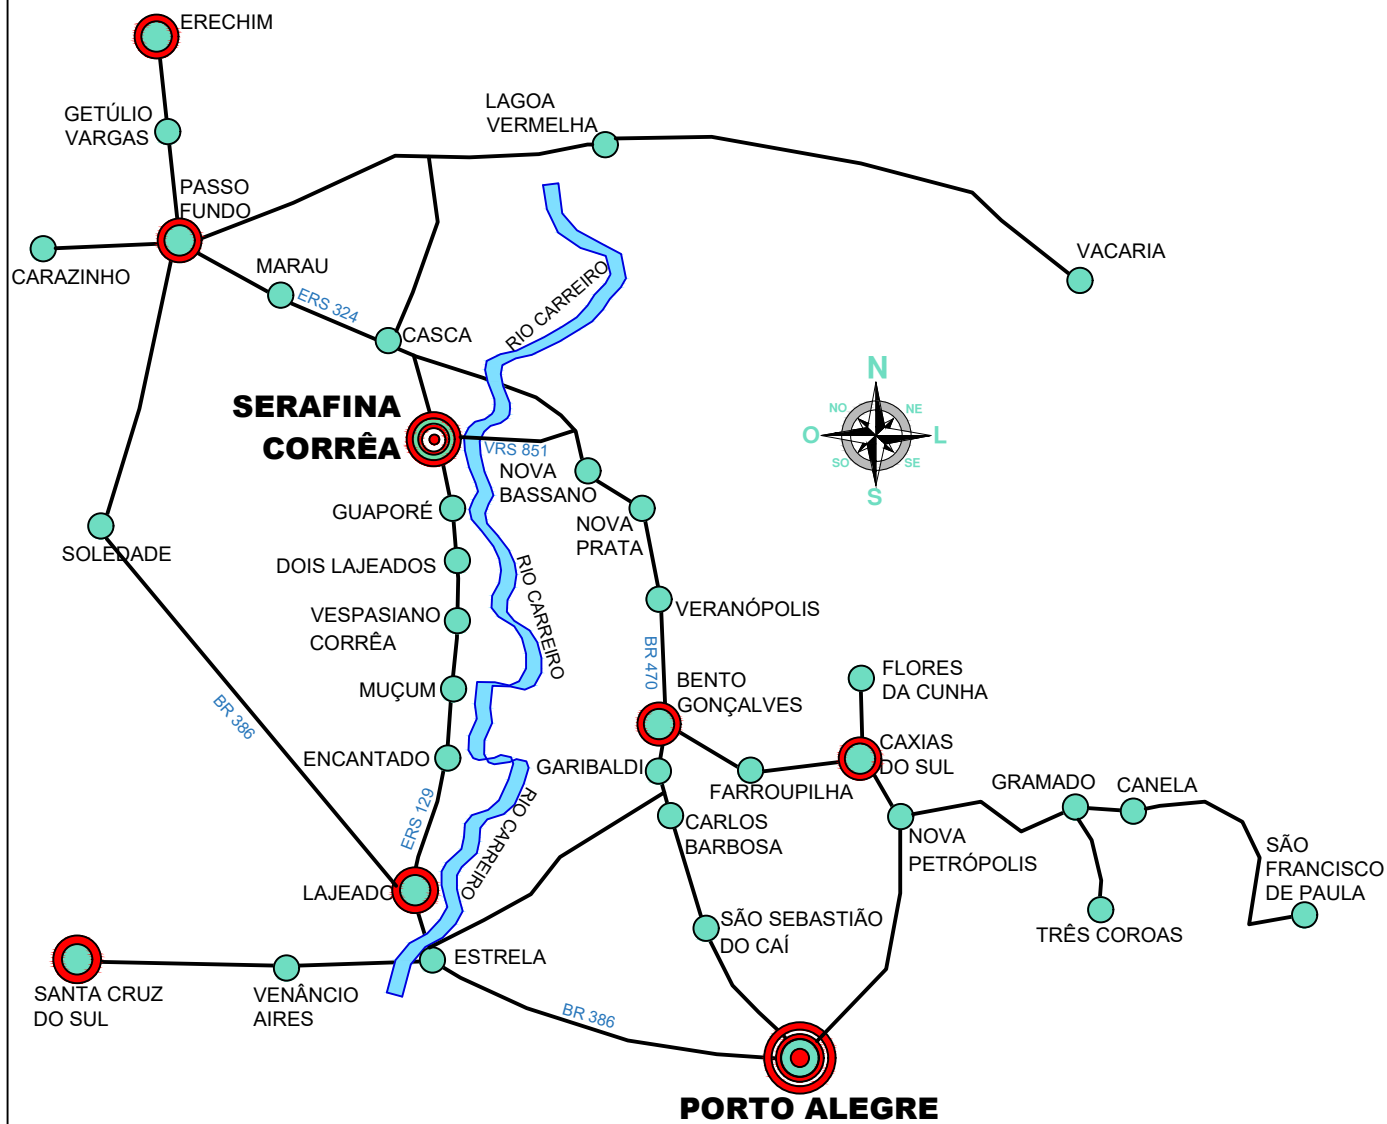 ERECHIM
GETÚLIO
VARGAS
LAGOA
VERMELHA
PASSO
FUNDO
CARAZINHO
MARAU
ERS 324
CASCA
RIO CARREIRO
VACARIA
SERAFINA
CORRÊA
VRS 851
NOVA
BASSANO
N
NO
NE
O
L
SO
SE
S
GUAPORÉ
NOVA
PRATA
SOLEDADE
DOIS LAJEADOS
RIO CARREIRO
VESPASIANO
CORRÊA
VERANÓPOLIS
BR 470
MUÇUM
BENTO
GONÇALVES
FLORES
DA CUNHA
BR 386
ENCANTADO
GARIBALDI
FARROUPILHA
CAXIAS
DO SUL
GRAMADO
CANELA
ERS 129
RIO CARREIRO
CARLOS
BARBOSA
NOVA
PETRÓPOLIS
SÃO
FRANCISCO
DE PAULA
LAJEADO
SÃO SEBASTIÃO
DO CAÍ
TRÊS COROAS
ESTRELA
SANTA CRUZ
DO SUL
VENÂNCIO
AIRES
BR 386
PORTO ALEGRE